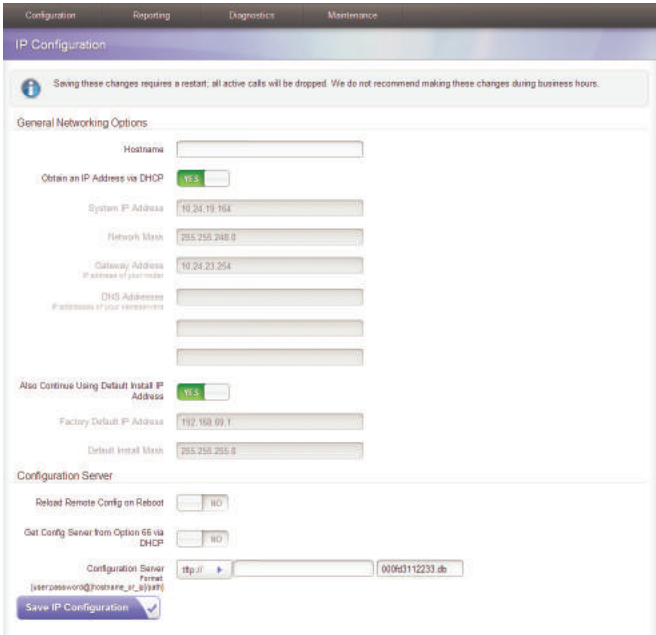 Configuration Reporting Diagnostics Maintenance
IP Configuration
Saving these changes requires a restart; all active calls will be dropped. We do not recommend making these changes during business hours.
General Networking Options
Hostname
Obtain an IP Address via DHCP YES
System IP Address 10.24.19.164
Network Mask 255.255.248.0
Gateway Address 10.24.23.254
IP address of your router
DNS Addresses
IP addresses of your nameservers
Also Continue Using Default Install IP
Address YES
Factory Default IP Address 192.168.69.1
Default Install Mask 255.255.255.0
Configuration Server
Reload Remote Config on Reboot NO
Get Config Server from Option 66 via
DHCP NO
Configuration Server tftp:// 000fd3112233.db
Format:
[user:password@]hostname_or_ip[/path]
Save IP Configuration